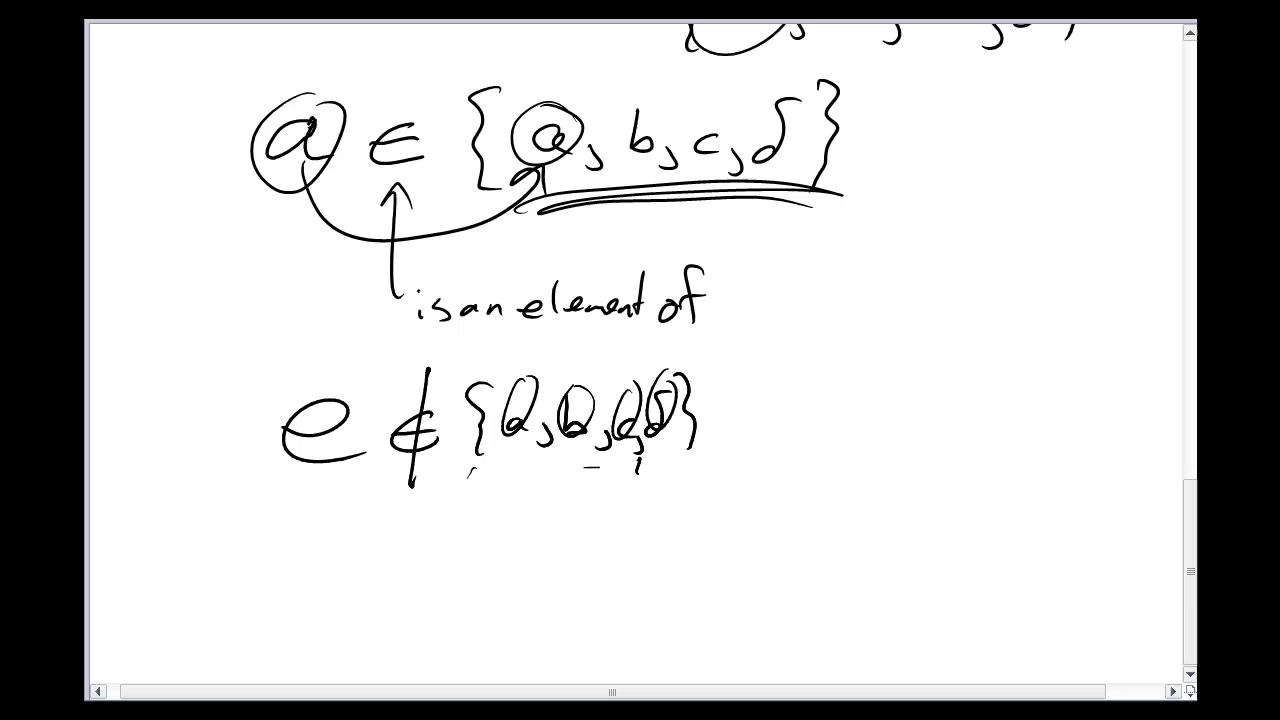 a ∈ {a, b, c, d}
is an element of
e ∉ {a, b, c, d}